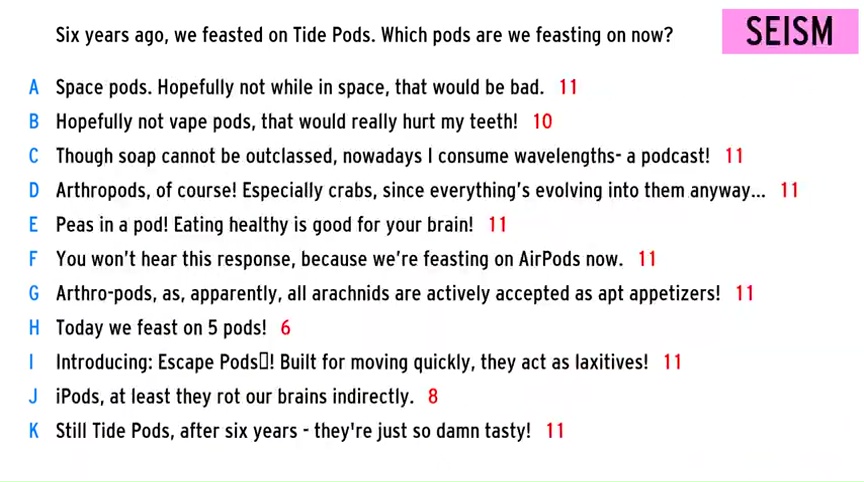 Six years ago, we feasted on Tide Pods. Which pods are we feasting on now?
SEISM
A Space pods. Hopefully not while in space, that would be bad. 11
B Hopefully not vape pods, that would really hurt my teeth! 10
C Though soap cannot be outclassed, nowadays I consume wavelengths- a podcast! 11
D Arthropods, of course! Especially crabs, since everything's evolving into them anyway... 11
E Peas in a pod! Eating healthy is good for your brain! 11
F You won't hear this response, because we're feasting on AirPods now. 11
G Arthro-pods, as, apparently, all arachnids are actively accepted as apt appetizers! 11
H Today we feast on 5 pods! 6
I Introducing: Escape Pods▯! Built for moving quickly, they act as laxitives! 11
J iPods, at least they rot our brains indirectly. 8
K Still Tide Pods, after six years - they're just so damn tasty! 11